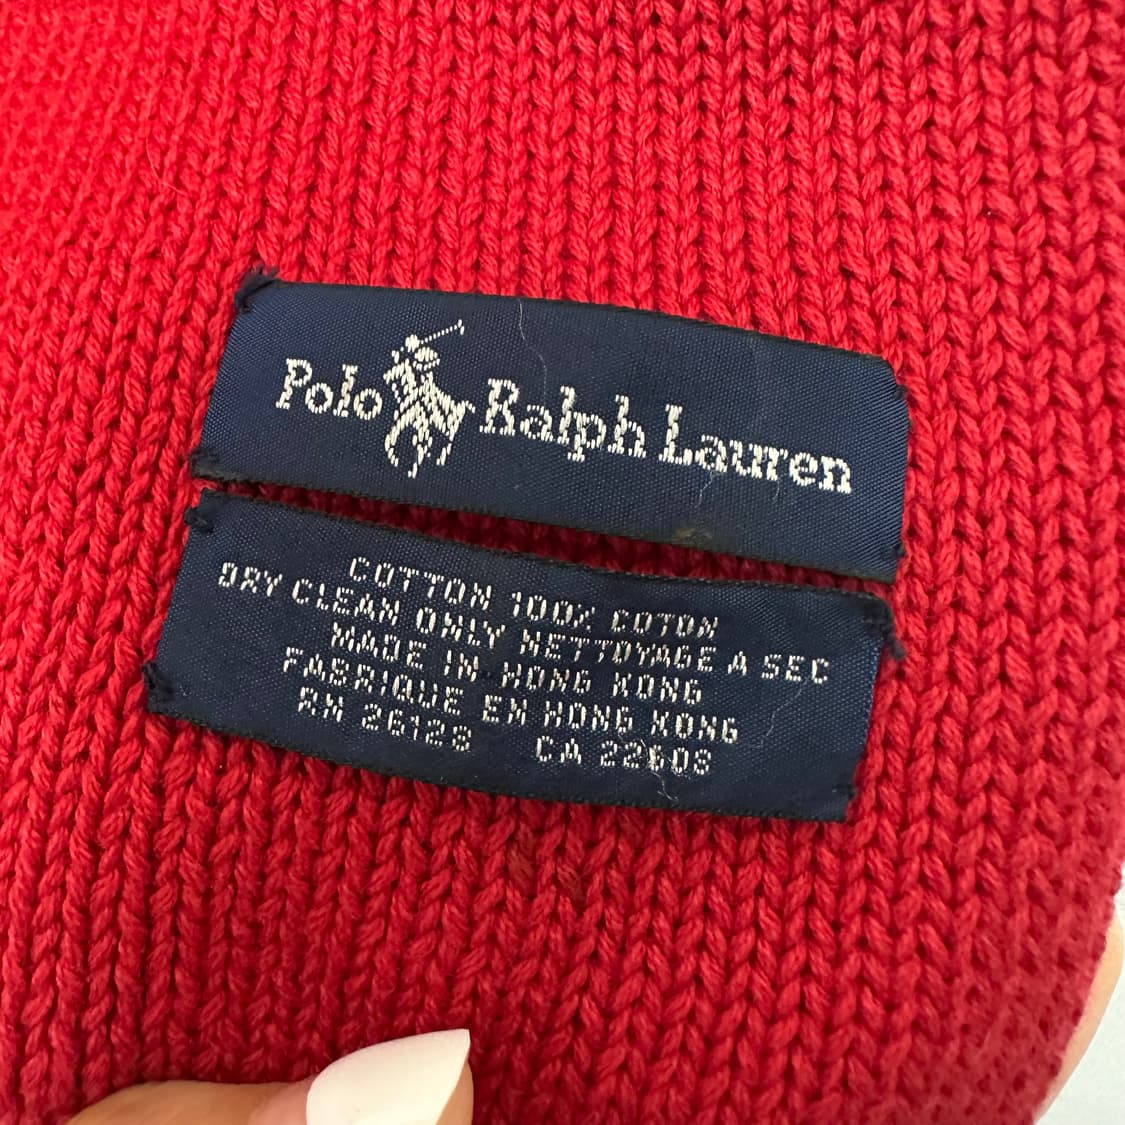 Polo Ralph Lauren
COTTON 100% COTON
DRY CLEAN ONLY NETTOYAGE A SEC
MADE IN HONG KONG
FABRIQUE EN HONG KONG
RN 26128 CA 22608